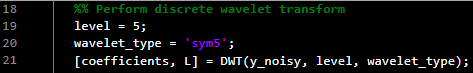 18 %% Perform discrete wavelet transform
19 level = 5;
20 wavelet_type = 'sym5';
21 [coefficients, L] = DWT(y_noisy, level, wavelet_type);